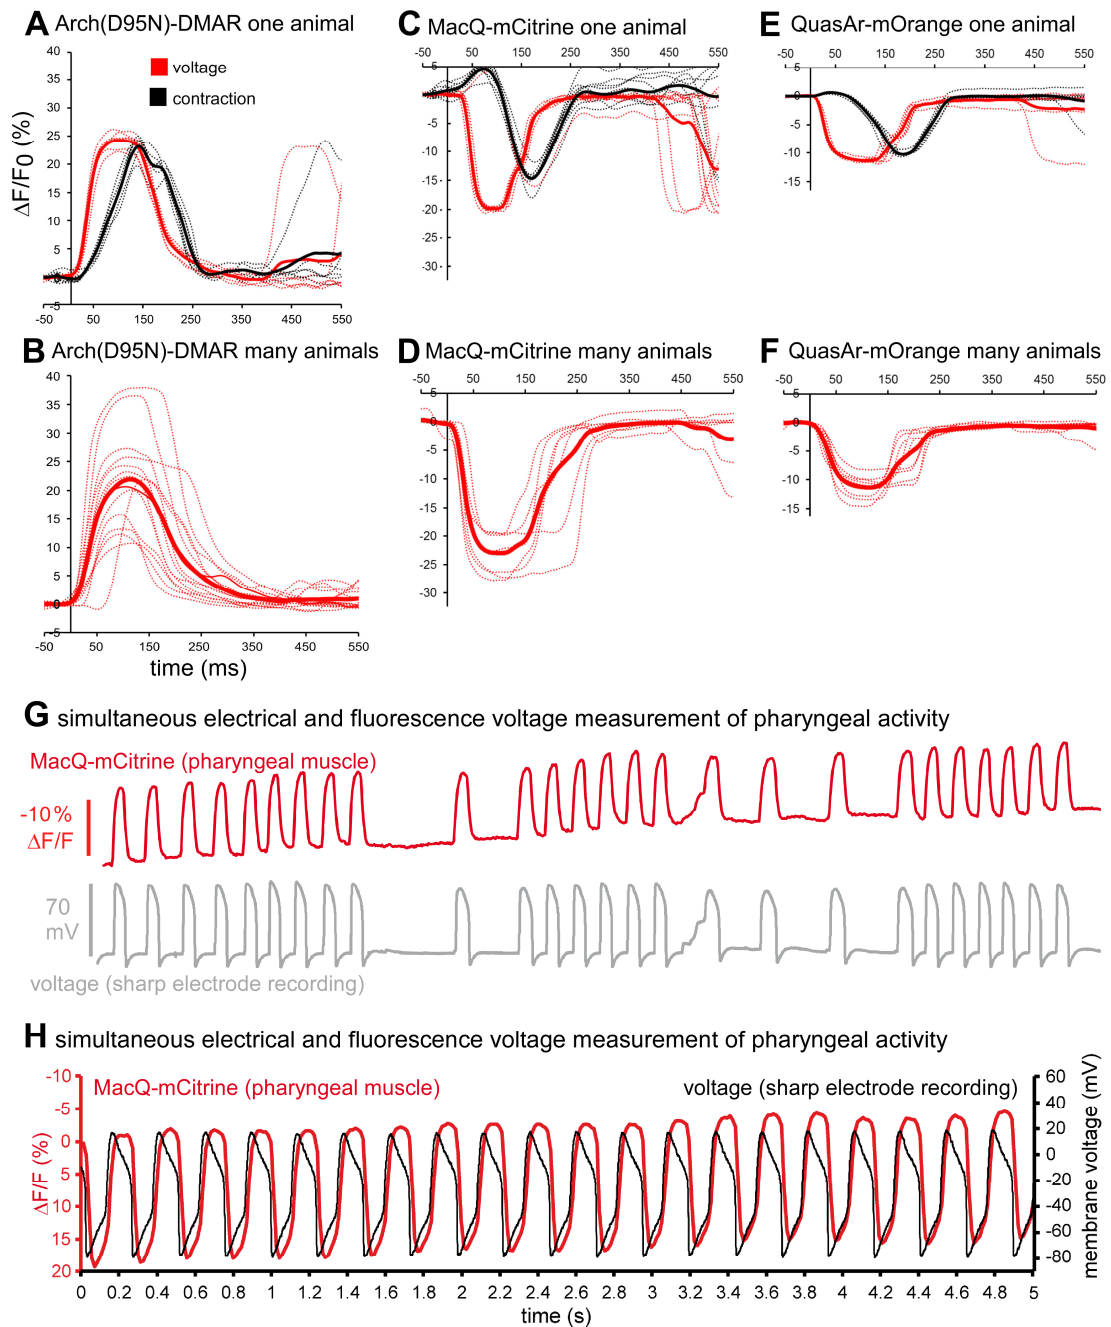 A Arch(D95N)-DMAR one animal
40
35
30
25
20
15
10
5
0
-5
ΔF/F0 (%)
voltage
contraction
-50 50 150 250 350 450 550
B Arch(D95N)-DMAR many animals
40
35
30
25
20
15
10
5
0
-5
-50 50 150 250 350 450 550
time (ms)
C MacQ-mCitrine one animal
-50 50 150 250 350 450 550
5
0
-5
-10
-15
-20
-25
-30
D MacQ-mCitrine many animals
-50 50 150 250 350 450 550
5
0
-5
-10
-15
-20
-25
-30
E QuasAr-mOrange one animal
-50 50 150 250 350 450 550
5
0
-5
-10
-15
F QuasAr-mOrange many animals
-50 50 150 250 350 450 550
5
0
-5
-10
-15
G simultaneous electrical and fluorescence voltage measurement of pharyngeal activity
MacQ-mCitrine (pharyngeal muscle)
-10%
ΔF/F
70
mV
voltage (sharp electrode recording)
H simultaneous electrical and fluorescence voltage measurement of pharyngeal activity
MacQ-mCitrine (pharyngeal muscle)
voltage (sharp electrode recording)
-10
-5
0
5
10
15
20
ΔF/F (%)
60
40
20
0
-20
-40
-60
-80
membrane voltage (mV)
0 0.2 0.4 0.6 0.8 1 1.2 1.4 1.6 1.8 2 2.2 2.4 2.6 2.8 3 3.2 3.4 3.6 3.8 4 4.2 4.4 4.6 4.8 5
time (s)